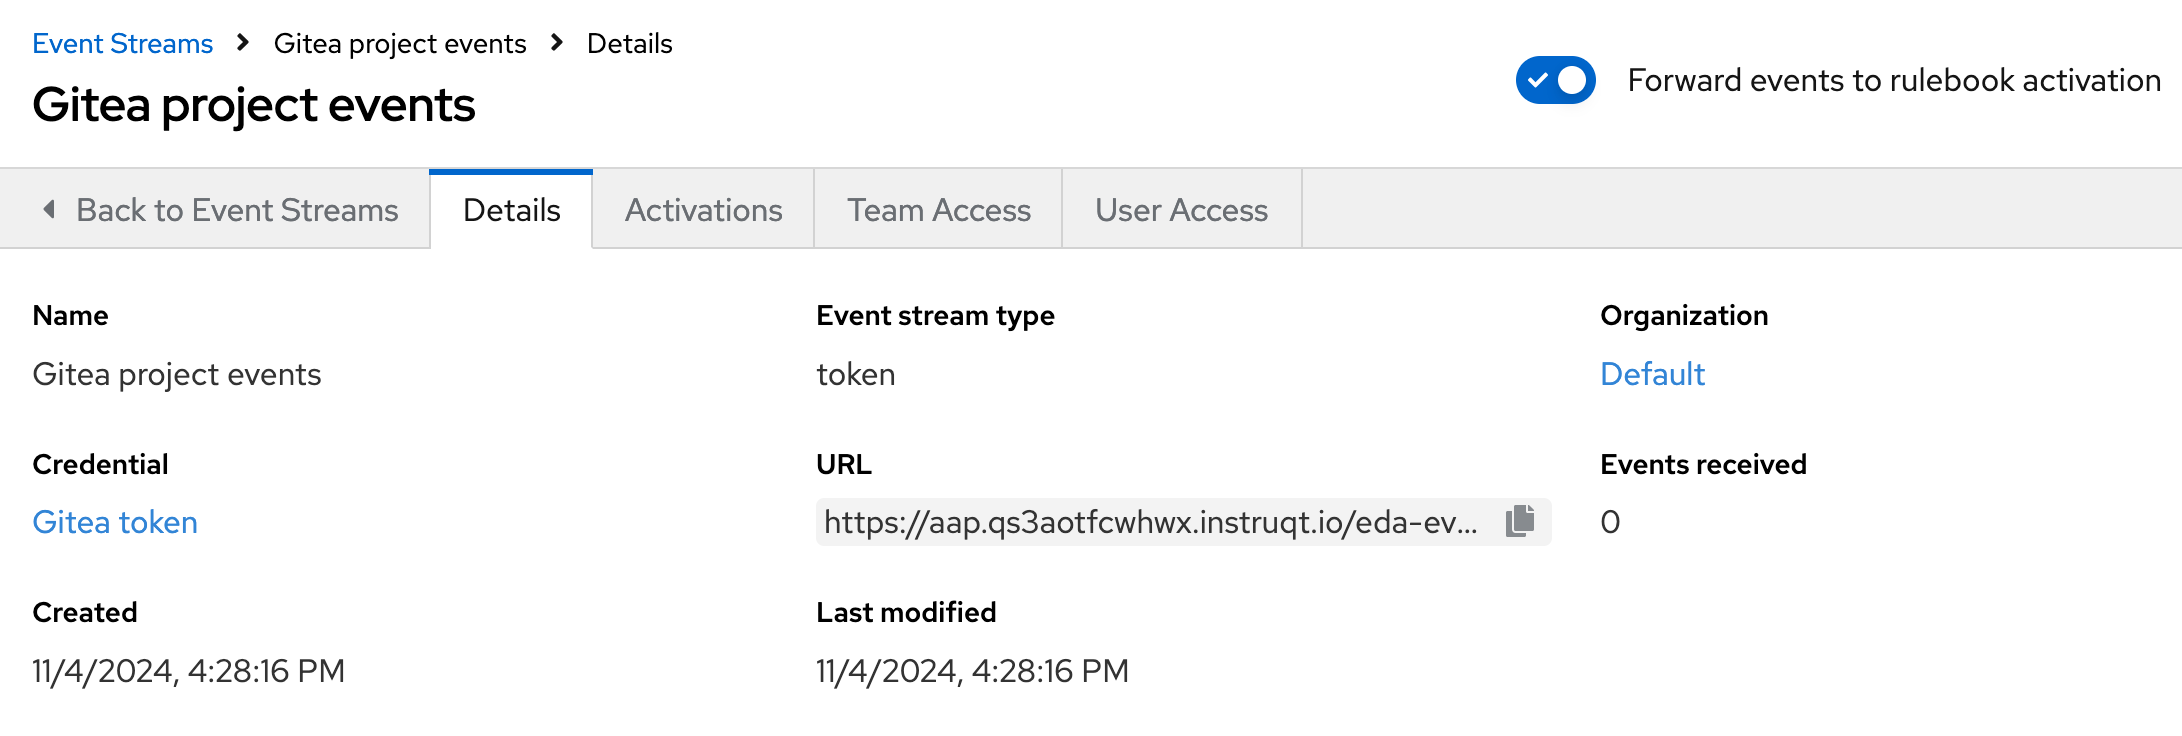 Event Streams > Gitea project events > Details
Gitea project events
Forward events to rulebook activation
Back to Event Streams Details Activations Team Access User Access
Name Event stream type Organization
Gitea project events token Default
Credential URL Events received
Gitea token https://aap.qs3aotfcwhwx.instruqt.io/eda-ev... 0
Created Last modified
11/4/2024, 4:28:16 PM 11/4/2024, 4:28:16 PM